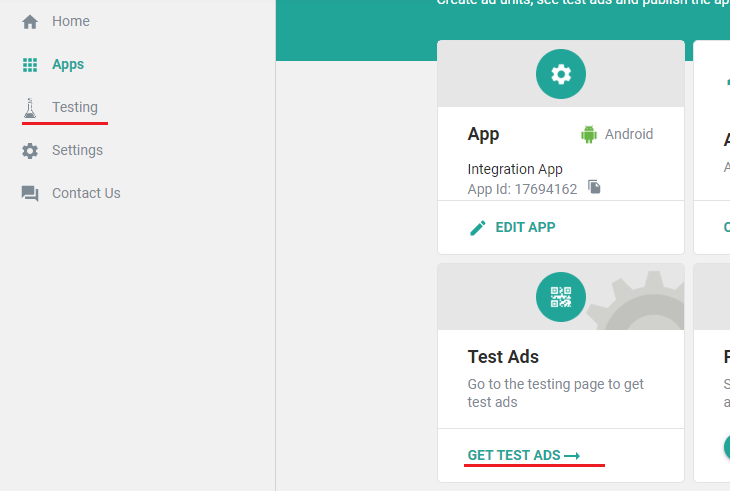 Create ad units, see test ads and publish the ap
Home
Apps
Testing
Settings
Contact Us
App
Android
Integration App
App Id: 17694162
EDIT APP
Test Ads
Go to the testing page to get
test ads
GET TEST ADS